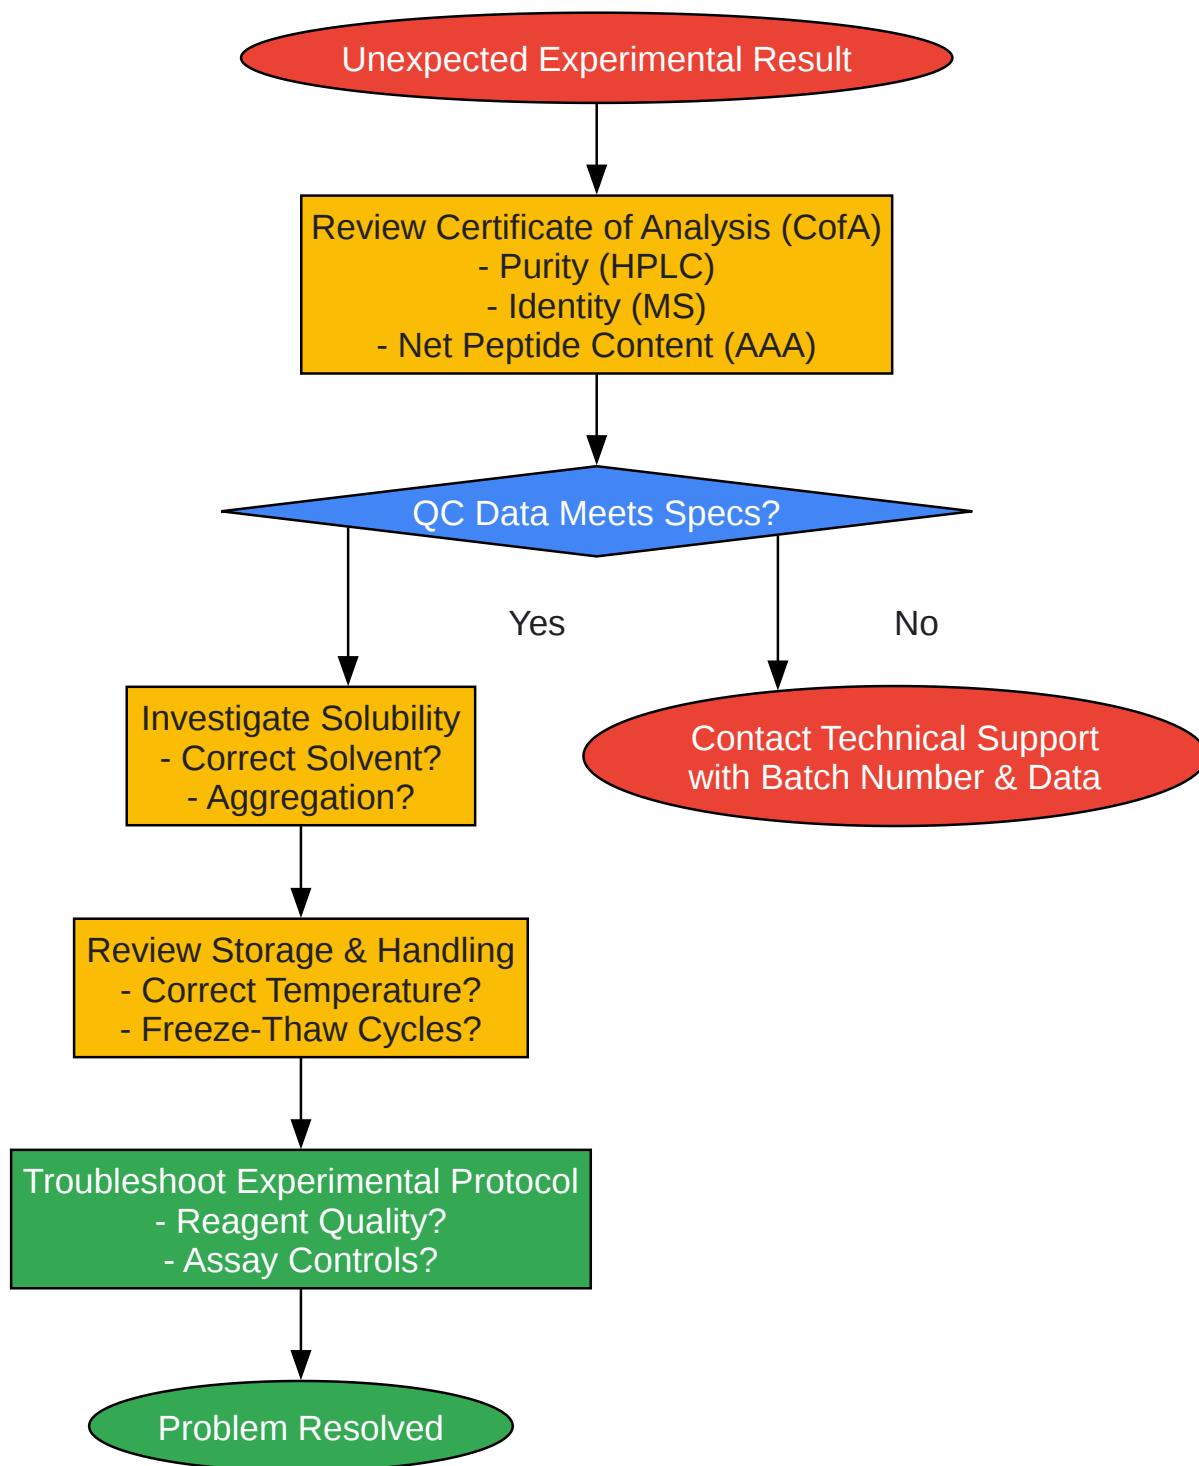 Unexpected Experimental Result
Review Certificate of Analysis (CofA)
- Purity (HPLC)
- Identity (MS)
- Net Peptide Content (AAA)
QC Data Meets Specs?
Yes
No
Investigate Solubility
- Correct Solvent?
- Aggregation?
Contact Technical Support
with Batch Number & Data
Review Storage & Handling
- Correct Temperature?
- Freeze-Thaw Cycles?
Troubleshoot Experimental Protocol
- Reagent Quality?
- Assay Controls?
Problem Resolved